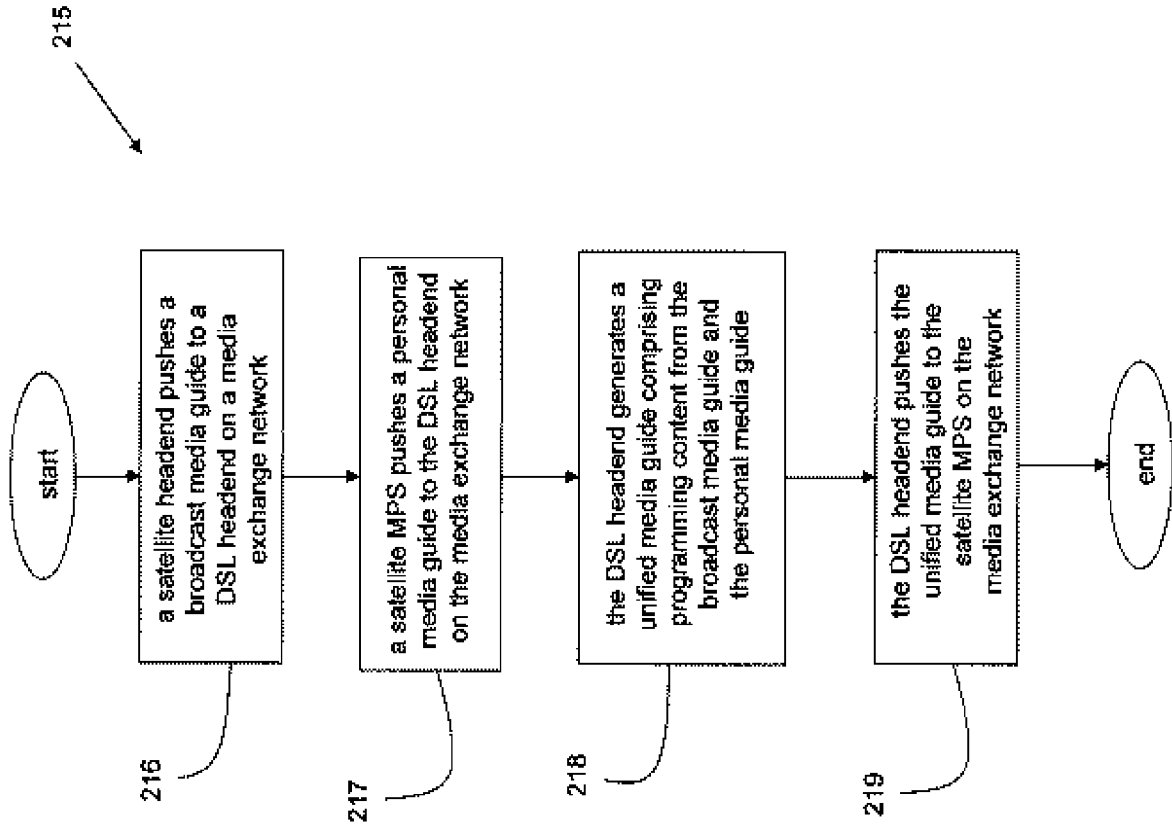 215
start
216
a satellite headend pushes a
broadcast media guide to a
DSL headend on a media
exchange network
217
a satellite MPS pushes a personal
media guide to the DSL headend
on the media exchange network
218
the DSL headend generates a
unified media guide comprising
programming content from the
broadcast media guide and
the personal media guide
219
the DSL headend pushes the
unified media guide to the
satellite MPS on the
media exchange network
end